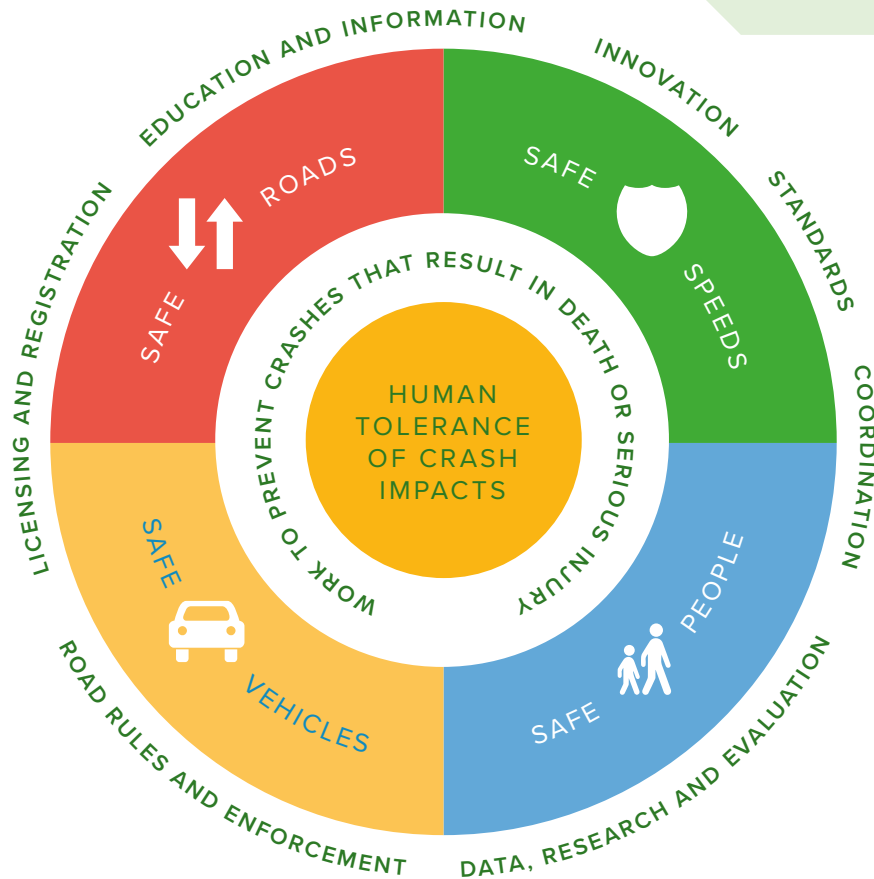 EDUCATION AND INFORMATION
INNOVATION
STANDARDS
COORDINATION
DATA, RESEARCH AND EVALUATION
ROAD RULES AND ENFORCEMENT
LICENSING AND REGISTRATION
SAFE ROADS
SAFE SPEEDS
SAFE PEOPLE
SAFE VEHICLES
WORK TO PREVENT CRASHES THAT RESULT IN DEATH OR SERIOUS INJURY
HUMAN
TOLERANCE
OF CRASH
IMPACTS